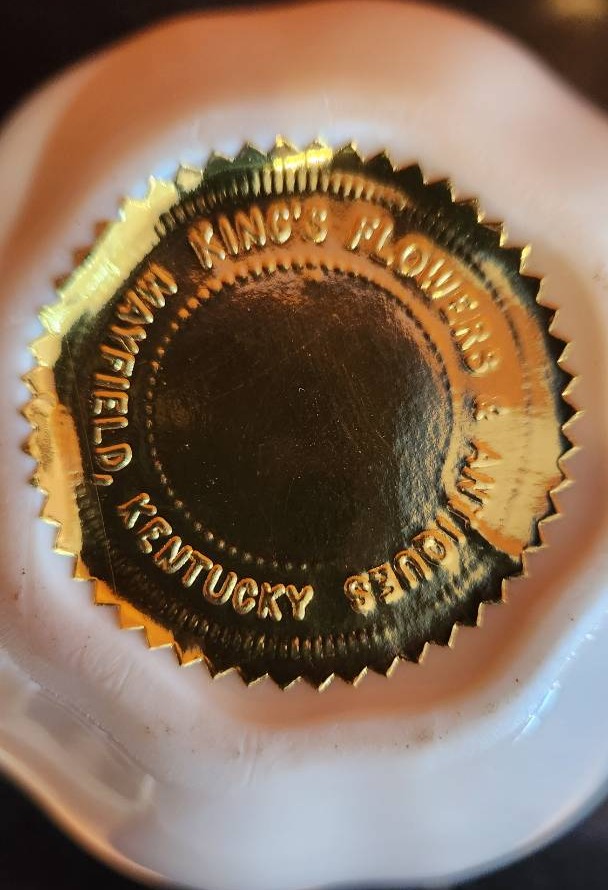 KING'S FLOWERS & ANTIQUES
MAYFIELD, KENTUCKY